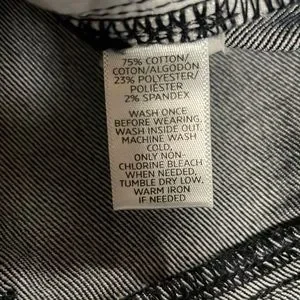 75% COTTON/
COTON/ALGODON
23% POLYESTER/
POLIÉSTER
2% SPANDEX
WASH ONCE
BEFORE WEARING.
WASH INSIDE OUT.
MACHINE WASH
COLD,
ONLY NON-
CHLORINE BLEACH
WHEN NEEDED,
TUMBLE DRY LOW.
WARM IRON
IF NEEDED